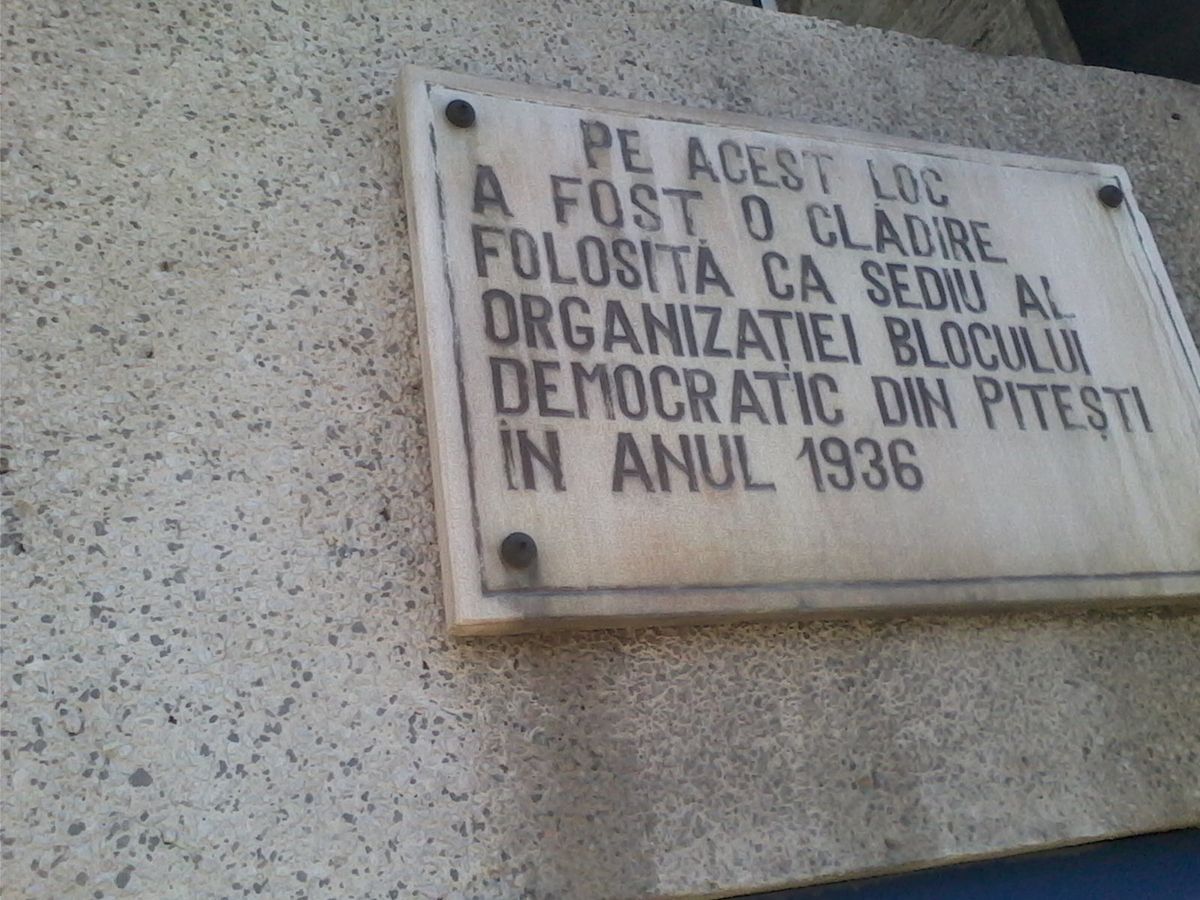 PE ACEST LOC
A FOST O CLĂDIRE
FOLOSITĂ CA SEDIU AL
ORGANIZAȚIEI BLOCULUI
DEMOCRATIC DIN PITEȘTI
ÎN ANUL 1936